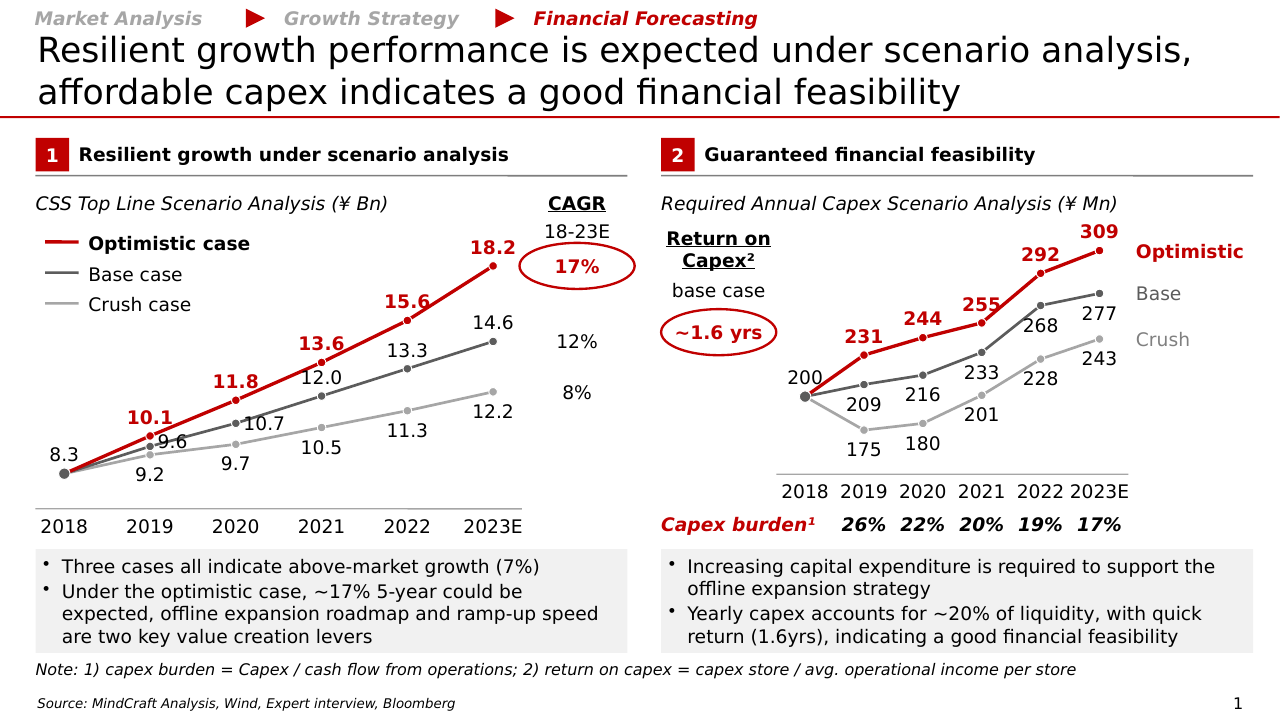 Market Analysis ▶ Growth Strategy ▶ Financial Forecasting
Resilient growth performance is expected under scenario analysis,
affordable capex indicates a good financial feasibility
1 Resilient growth under scenario analysis
CSS Top Line Scenario Analysis (¥ Bn)
CAGR
18-23E
Optimistic case
Base case
Crush case
18.2
17%
15.6
14.6
13.6
13.3
12%
11.8
12.0
8%
10.1
9.6
10.7
12.2
8.3
11.3
10.5
9.7
9.2
2018 2019 2020 2021 2022 2023E
• Three cases all indicate above-market growth (7%)
• Under the optimistic case, ~17% 5-year could be
expected, offline expansion roadmap and ramp-up speed
are two key value creation levers
2 Guaranteed financial feasibility
Required Annual Capex Scenario Analysis (¥ Mn)
Return on
Capex²
base case
~1.6 yrs
309
Optimistic
292
Base
255
277
244
268
231
Crush
243
200
233
228
216
209
201
180
175
2018 2019 2020 2021 2022 2023E
Capex burden¹ 26% 22% 20% 19% 17%
• Increasing capital expenditure is required to support the
offline expansion strategy
• Yearly capex accounts for ~20% of liquidity, with quick
return (1.6yrs), indicating a good financial feasibility
Note: 1) capex burden = Capex / cash flow from operations; 2) return on capex = capex store / avg. operational income per store
Source: MindCraft Analysis, Wind, Expert interview, Bloomberg
1